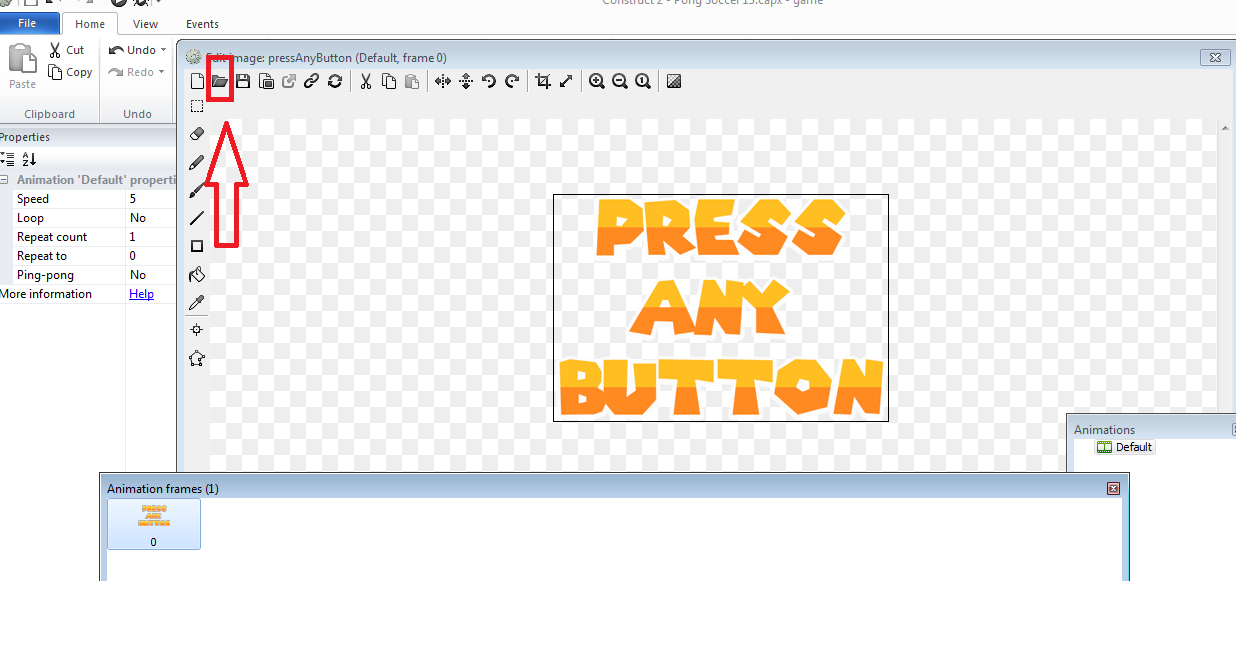 Construct 2 - Pong Soccer 15.capx - game
File Home View Events
Cut
Copy
Paste
Clipboard
Undo
Redo
Undo
Edit image: pressAnyButton (Default, frame 0)
Properties
Animation 'Default' properti
Speed 5
Loop No
Repeat count 1
Repeat to 0
Ping-pong No
More information Help
PRESS
ANY
BUTTON
Animations
Default
Animation frames (1)
PRESS
ANY
BUTTON
0